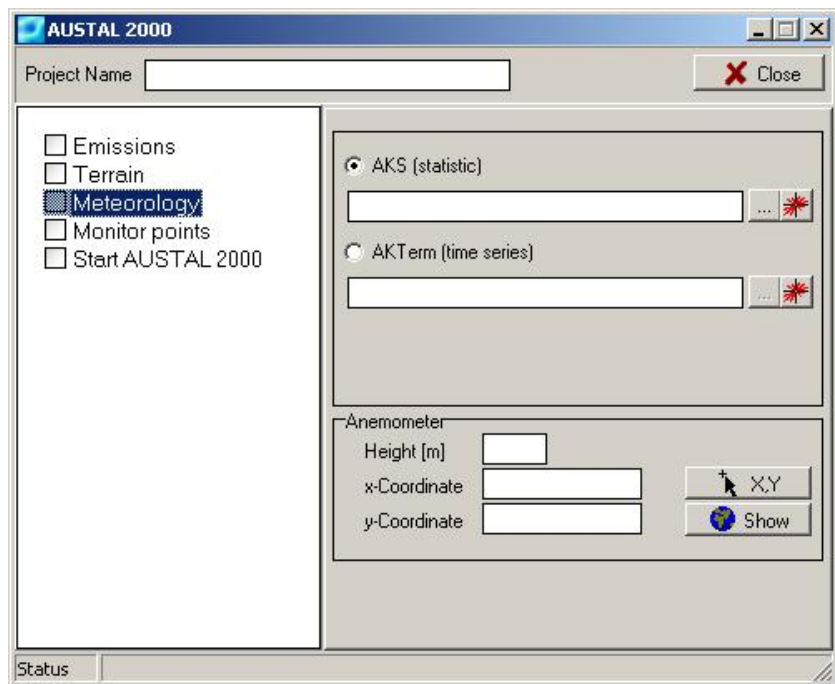 AUSTAL 2000
Project Name
Close
Emissions
Terrain
Meteorology
Monitor points
Start AUSTAL 2000
AKS (statistic)
...
AKTerm (time series)
...
Anemometer
Height [m]
x-Coordinate
X,Y
y-Coordinate
Show
Status